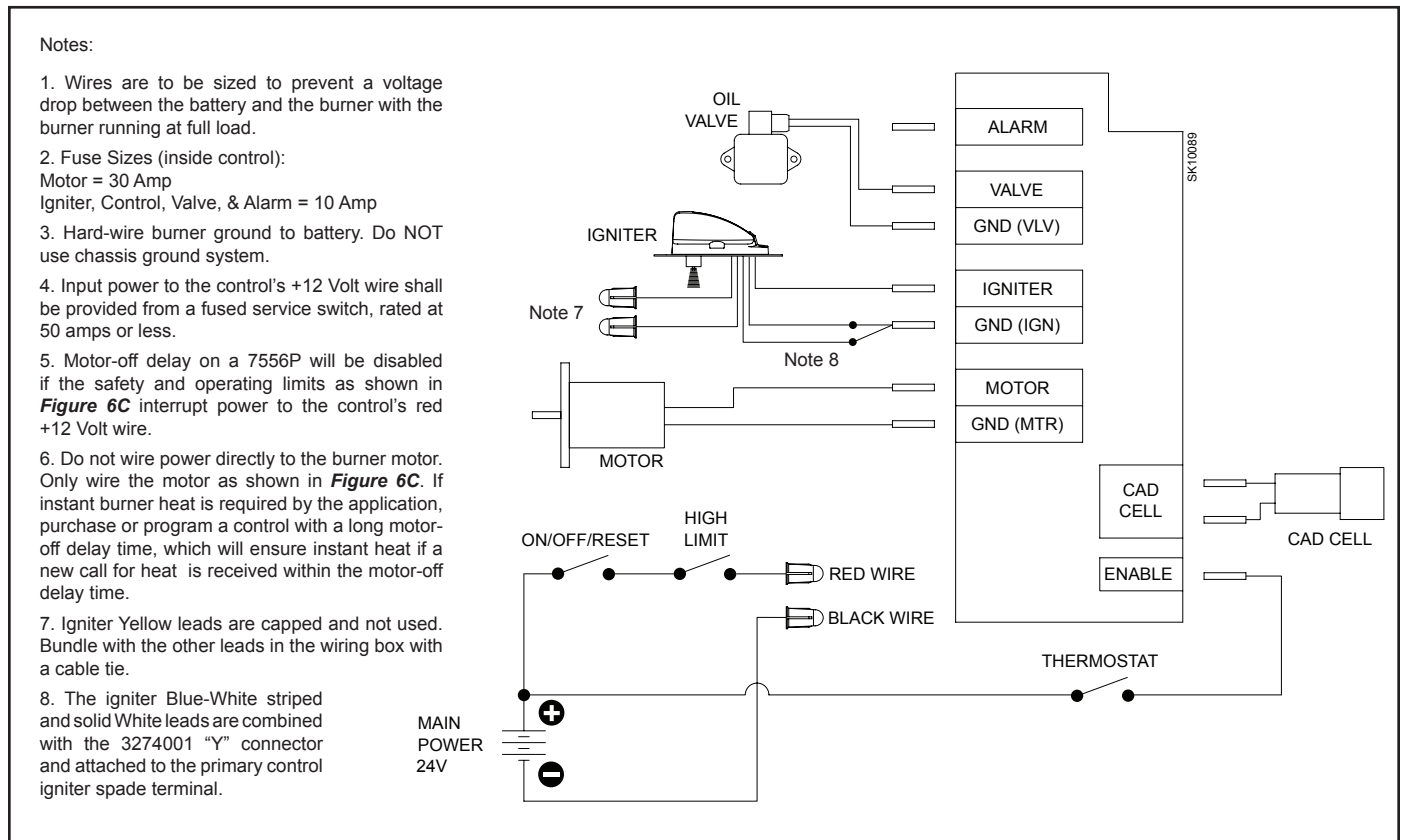 Notes:
1. Wires are to be sized to prevent a voltage
drop between the battery and the burner with the
burner running at full load.
2. Fuse Sizes (inside control):
Motor = 30 Amp
Igniter, Control, Valve, & Alarm = 10 Amp
3. Hard-wire burner ground to battery. Do NOT
use chassis ground system.
4. Input power to the control's +12 Volt wire shall
be provided from a fused service switch, rated at
50 amps or less.
5. Motor-off delay on a 7556P will be disabled
if the safety and operating limits as shown in
Figure 6C interrupt power to the control's red
+12 Volt wire.
6. Do not wire power directly to the burner motor.
Only wire the motor as shown in Figure 6C. If
instant burner heat is required by the application,
purchase or program a control with a long motor-
off delay time, which will ensure instant heat if a
new call for heat is received within the motor-off
delay time.
7. Igniter Yellow leads are capped and not used.
Bundle with the other leads in the wiring box with
a cable tie.
8. The igniter Blue-White striped
and solid White leads are combined
with the 3274001 “Y” connector
and attached to the primary control
igniter spade terminal.
OIL
VALVE
IGNITER
Note 7
Note 8
MOTOR
ALARM
VALVE
GND (VLV)
IGNITER
GND (IGN)
MOTOR
GND (MTR)
CAD
CELL
ENABLE
SK10089
CAD CELL
ON/OFF/RESET
HIGH
LIMIT
RED WIRE
BLACK WIRE
THERMOSTAT
MAIN
POWER
24V
+
−